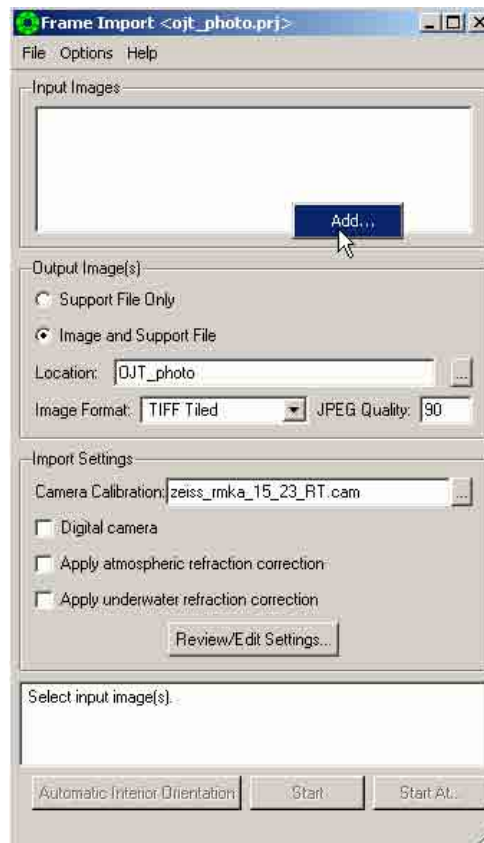 Frame Import <ojt_photo.prj>
File Options Help
Input Images
Add...
Output Image(s)
Support File Only
Image and Support File
Location: OJT_photo ...
Image Format: TIFF Tiled JPEG Quality: 90
Import Settings
Camera Calibration: zeiss_rmka_15_23_RT.cam ...
Digital camera
Apply atmospheric refraction correction
Apply underwater refraction correction
Review/Edit Settings...
Select input image(s).
Automatic Interior Orientation Start Start At..